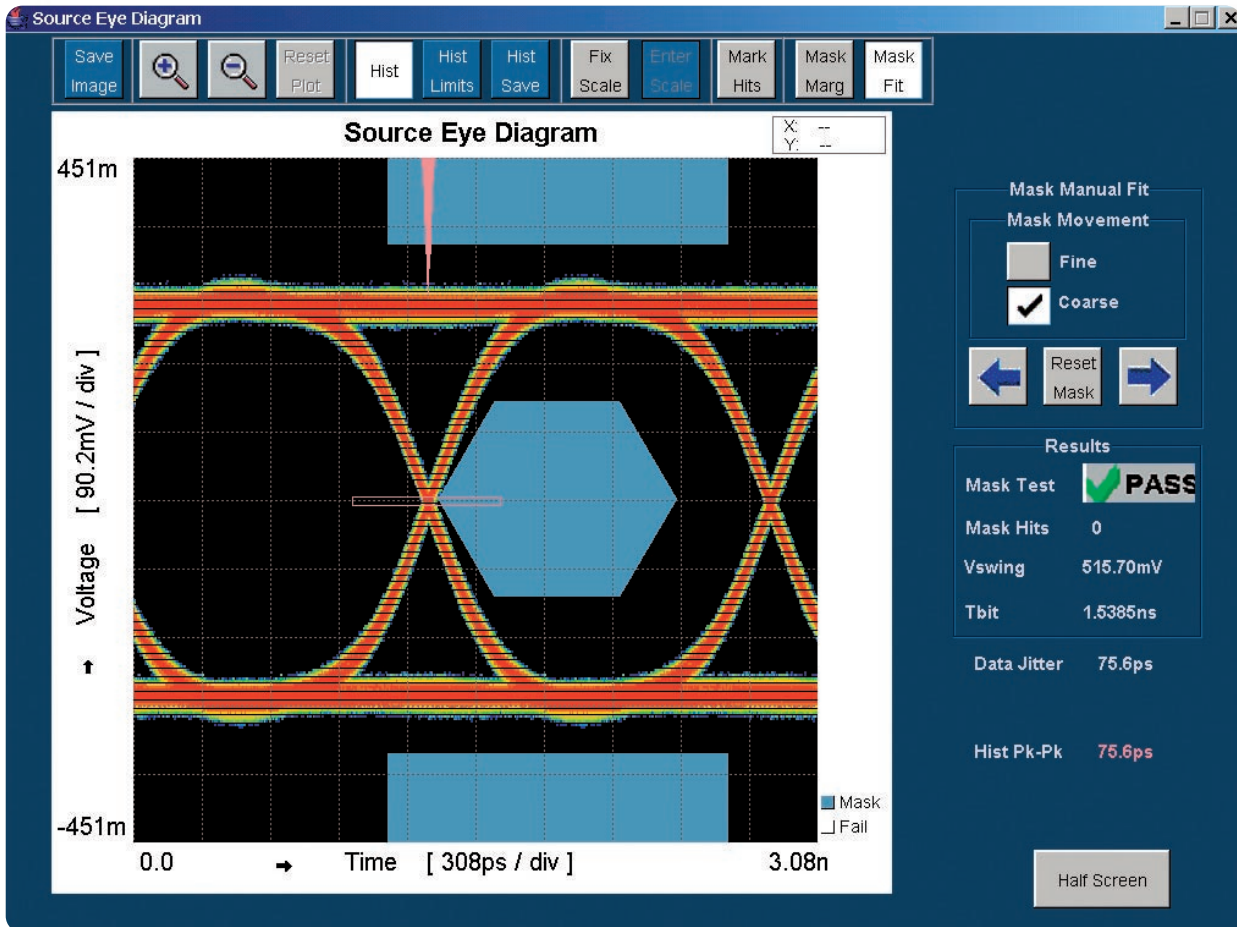 Source Eye Diagram
Save Image
Reset Plot
Hist
Hist Limits
Hist Save
Fix Scale
Enter Scale
Mark Hits
Mask Marg
Mask Fit
Source Eye Diagram
X: --
Y: --
451m
Voltage [ 90.2mV / div ]
-451m
Mask
Fail
0.0
Time [ 308ps / div ]
3.08n
Mask Manual Fit
Mask Movement
Fine
Coarse
Reset Mask
Results
Mask Test PASS
Mask Hits 0
Vswing 515.70mV
Tbit 1.5385ns
Data Jitter 75.6ps
Hist Pk-Pk 75.6ps
Half Screen